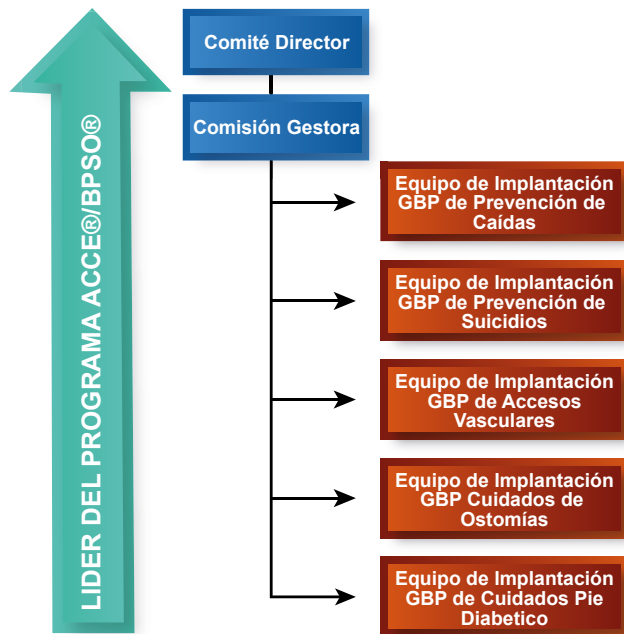 LIDER DEL PROGRAMA ACCE®/BPSO®
Comité Director
Comisión Gestora
Equipo de Implantación
GBP de Prevención de
Caídas
Equipo de Implantación
GBP de Prevención de
Suicidios
Equipo de Implantación
GBP de Accesos
Vasculares
Equipo de Implantación
GBP Cuidados de
Ostomías
Equipo de Implantación
GBP de Cuidados Pie
Diabetico